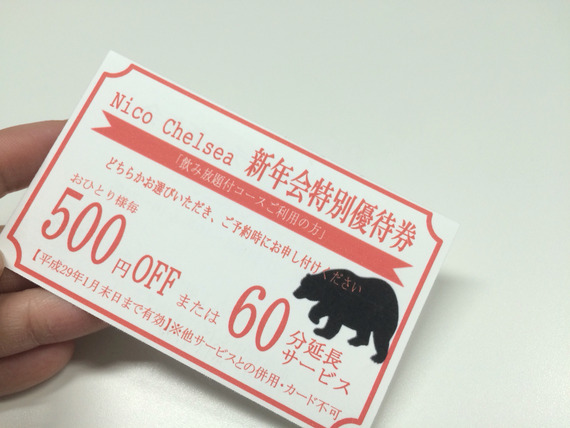 Nico Chelsea 新年会特別優待券
「飲み放題付コースご利用の方」
どちらかお選びいただき、ご予約時にお申し付けください
おひとり様毎
500円OFF または 60分延長サービス
【平成29年1月末日まで有効】※他サービスとの併用・カード不可